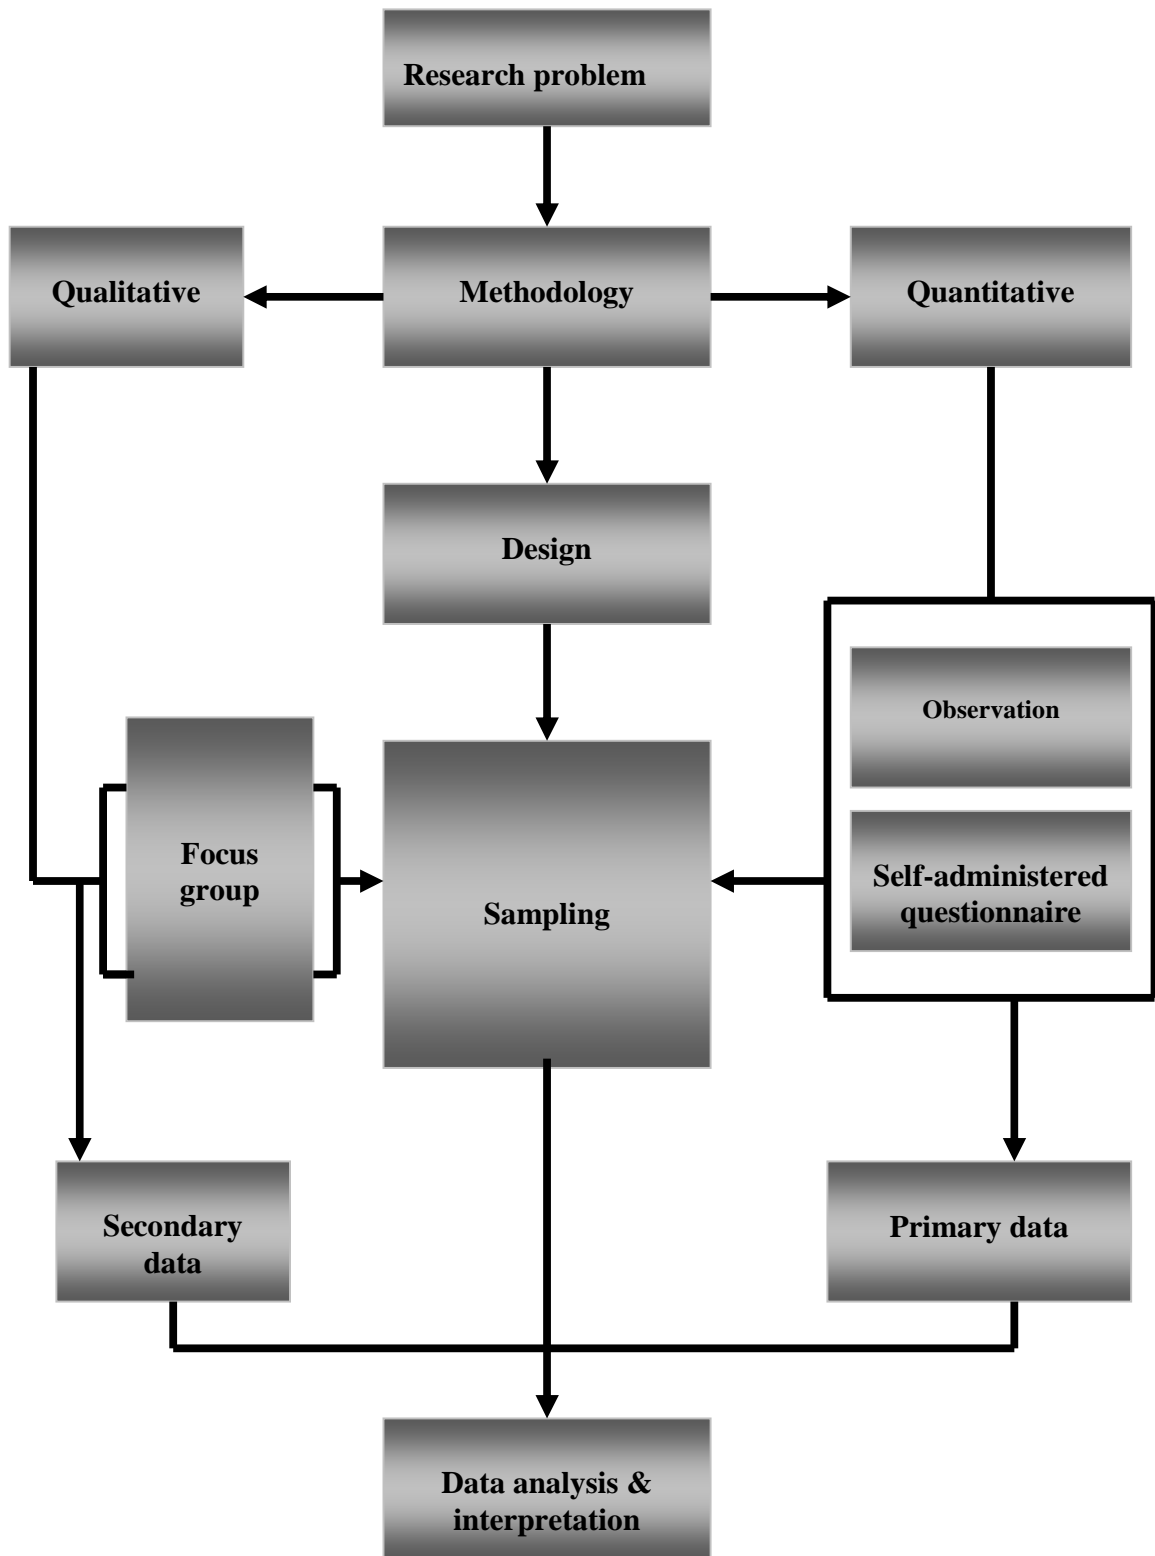 Research problem
Qualitative
Methodology
Quantitative
Design
Observation
Focus
group
Self-administered
questionnaire
Sampling
Secondary
data
Primary data
Data analysis &
interpretation